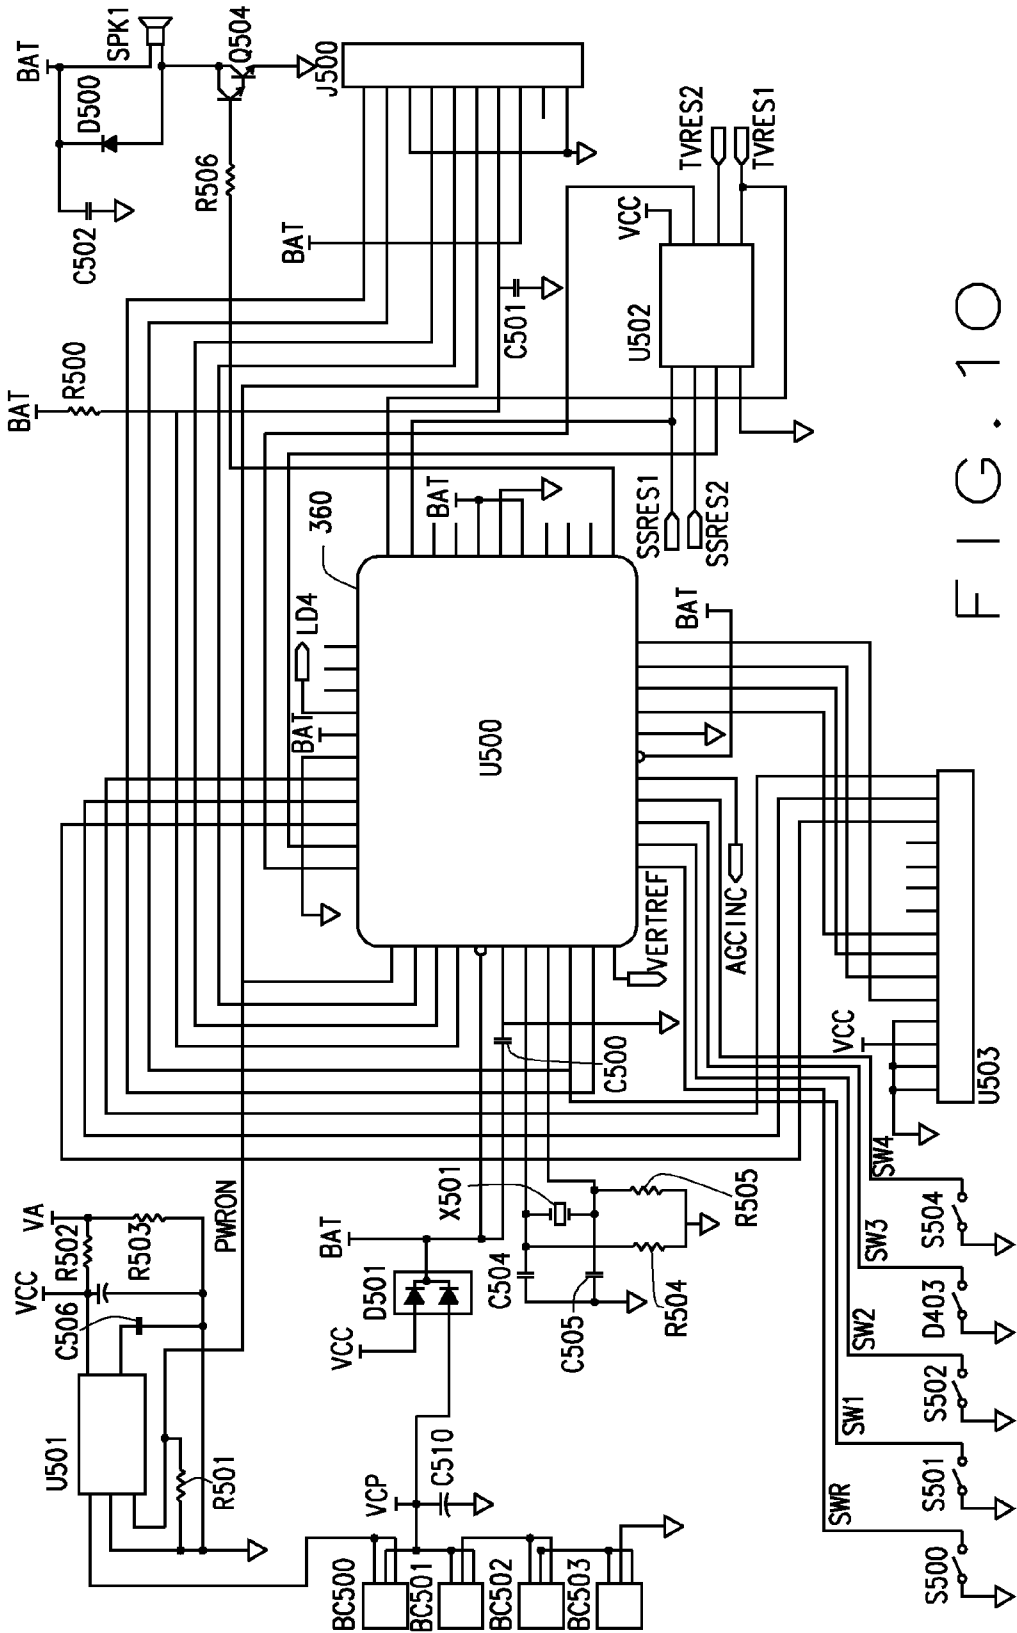 BAT
SPK1
D500
Q504
J500
C502
R506
BAT
TVRES2
TVRES1
VCC
U502
C501
BAT
R500
SSRES1
SSRES2
BAT
360
LD4
BAT
U500
BAT
VERTREF
AGCINC
VCC
U503
C500
VA
R502
R503
PWRON
VCC
C506
U501
R501
BAT
X501
D501
VCC
C504
C505
R504
R505
VCP
C510
BC500
BC501
BC502
BC503
SW4
SW3
SW2
SW1
SWR
S504
D403
S502
S501
S500
FIG. 10